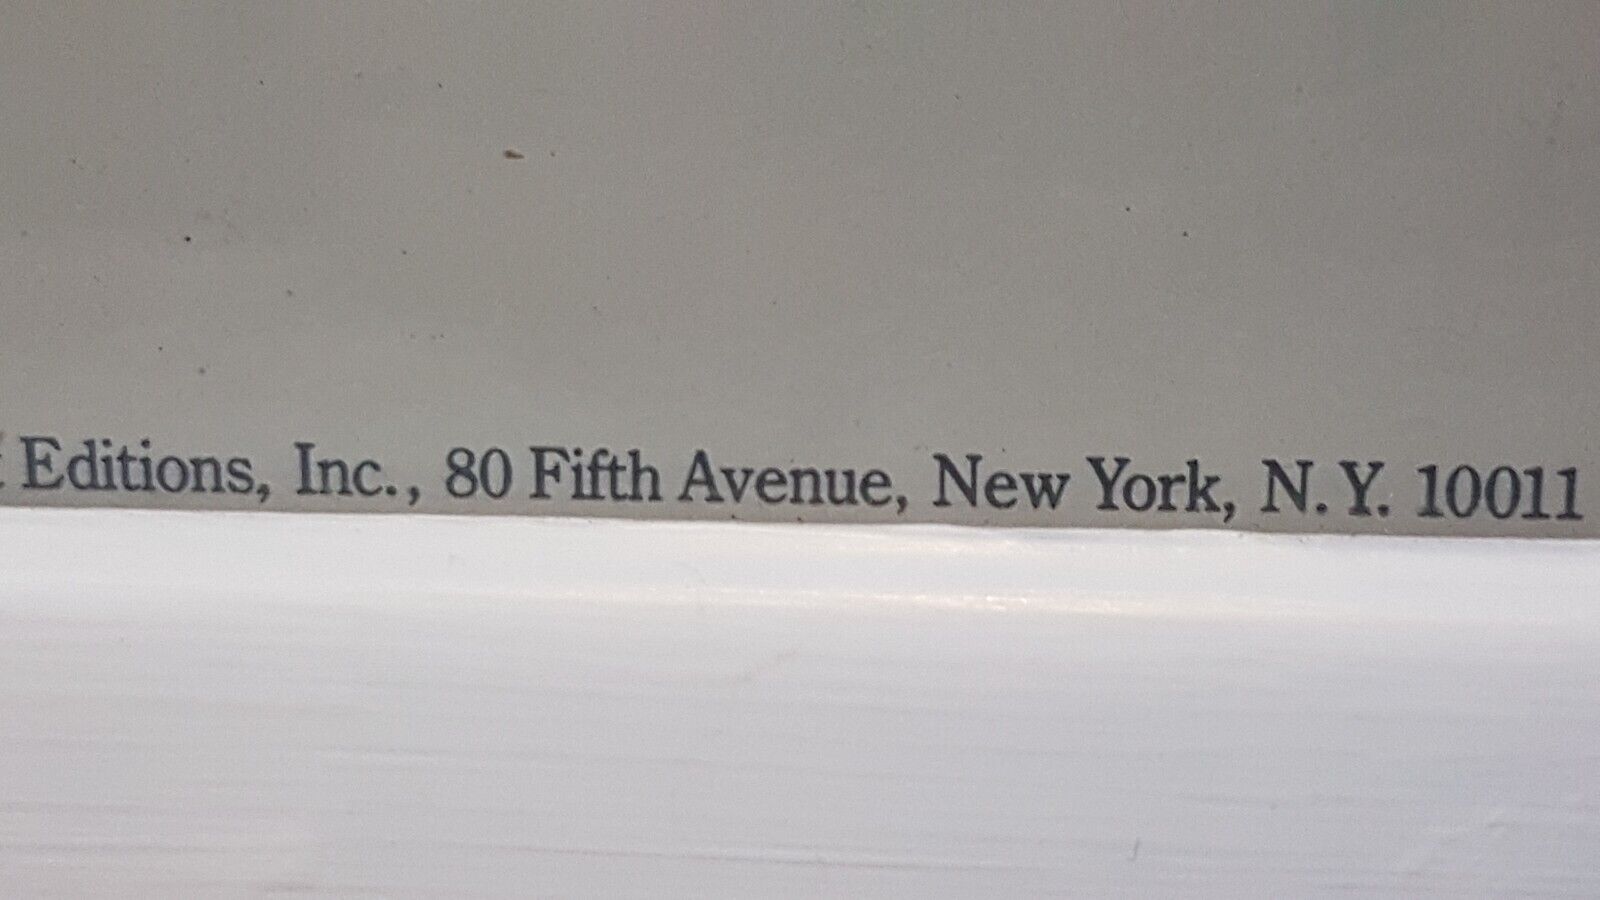 Editions, Inc., 80 Fifth Avenue, New York, N.Y. 10011